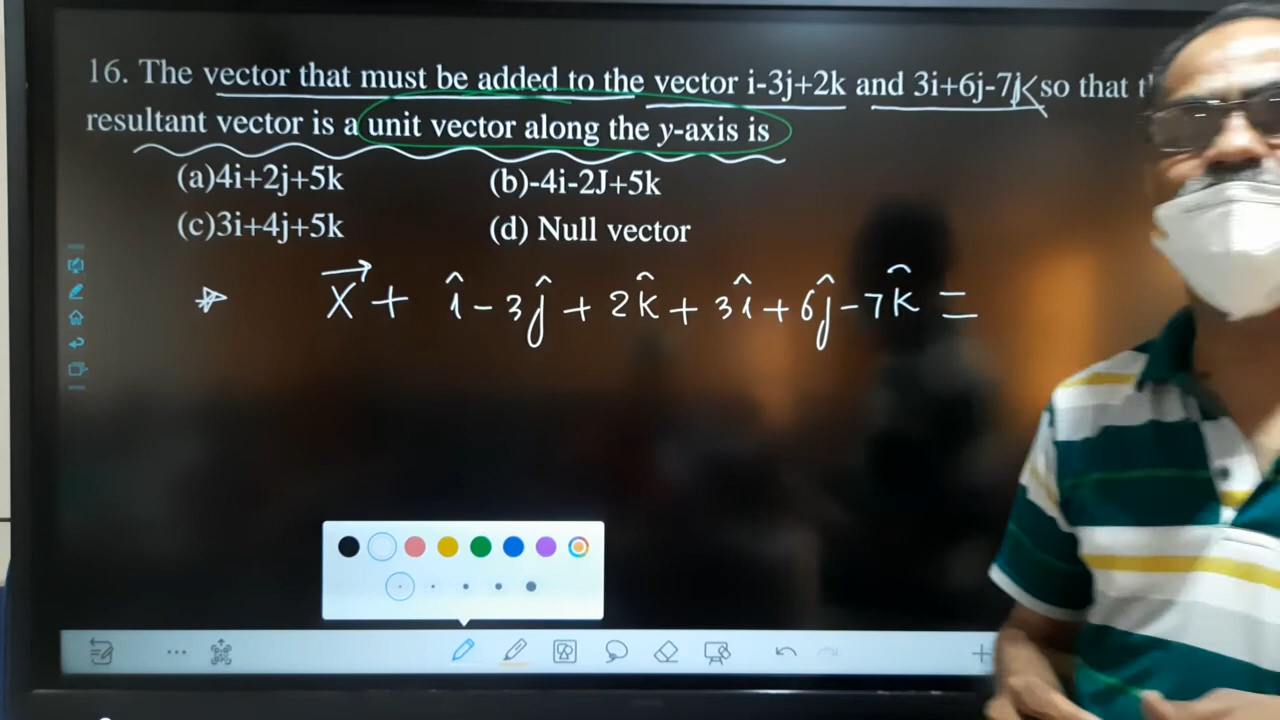 16. The vector that must be added to the vector i-3j+2k and 3i+6j-7k so that
resultant vector is a unit vector along the y-axis is
(a)4i+2j+5k (b)-4i-2J+5k
(c)3i+4j+5k (d) Null vector
X⃗ + î - 3ĵ + 2k̂ + 3î + 6ĵ - 7k̂ =